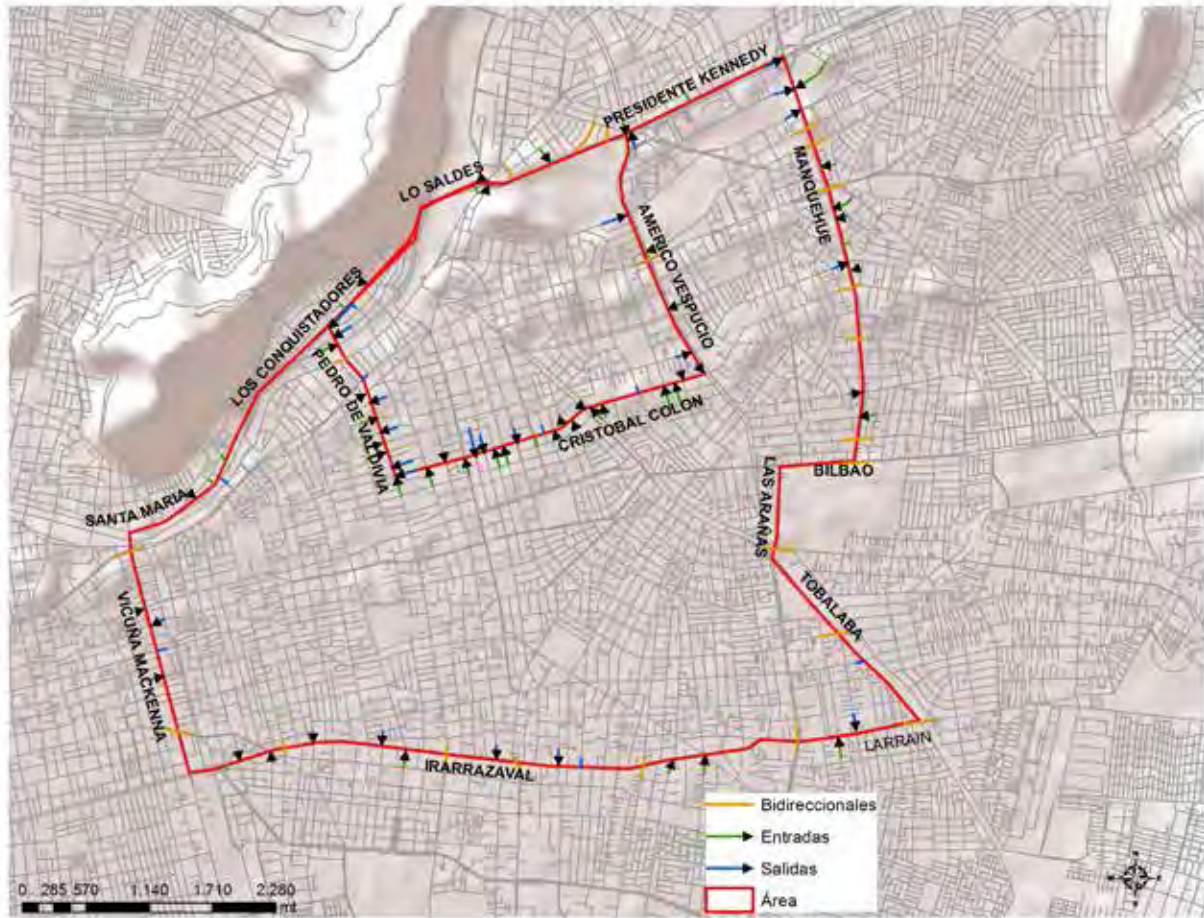 PRESIDENTE KENNEDY
LO SALDES
MANQUEHUE
AMERICO VESPUCIO
LOS CONQUISTADORES
PEDRO DE VALDIVIA
CRISTOBAL COLON
BILBAO
LAS ARAÑAS
SANTA MARIA
TOBALABA
VICUÑA MACKENNA
LARRAIN
IRARRAZAVAL
Bidireccionales
Entradas
Salidas
Área
0 285 570 1.140 1.710 2.280
mt